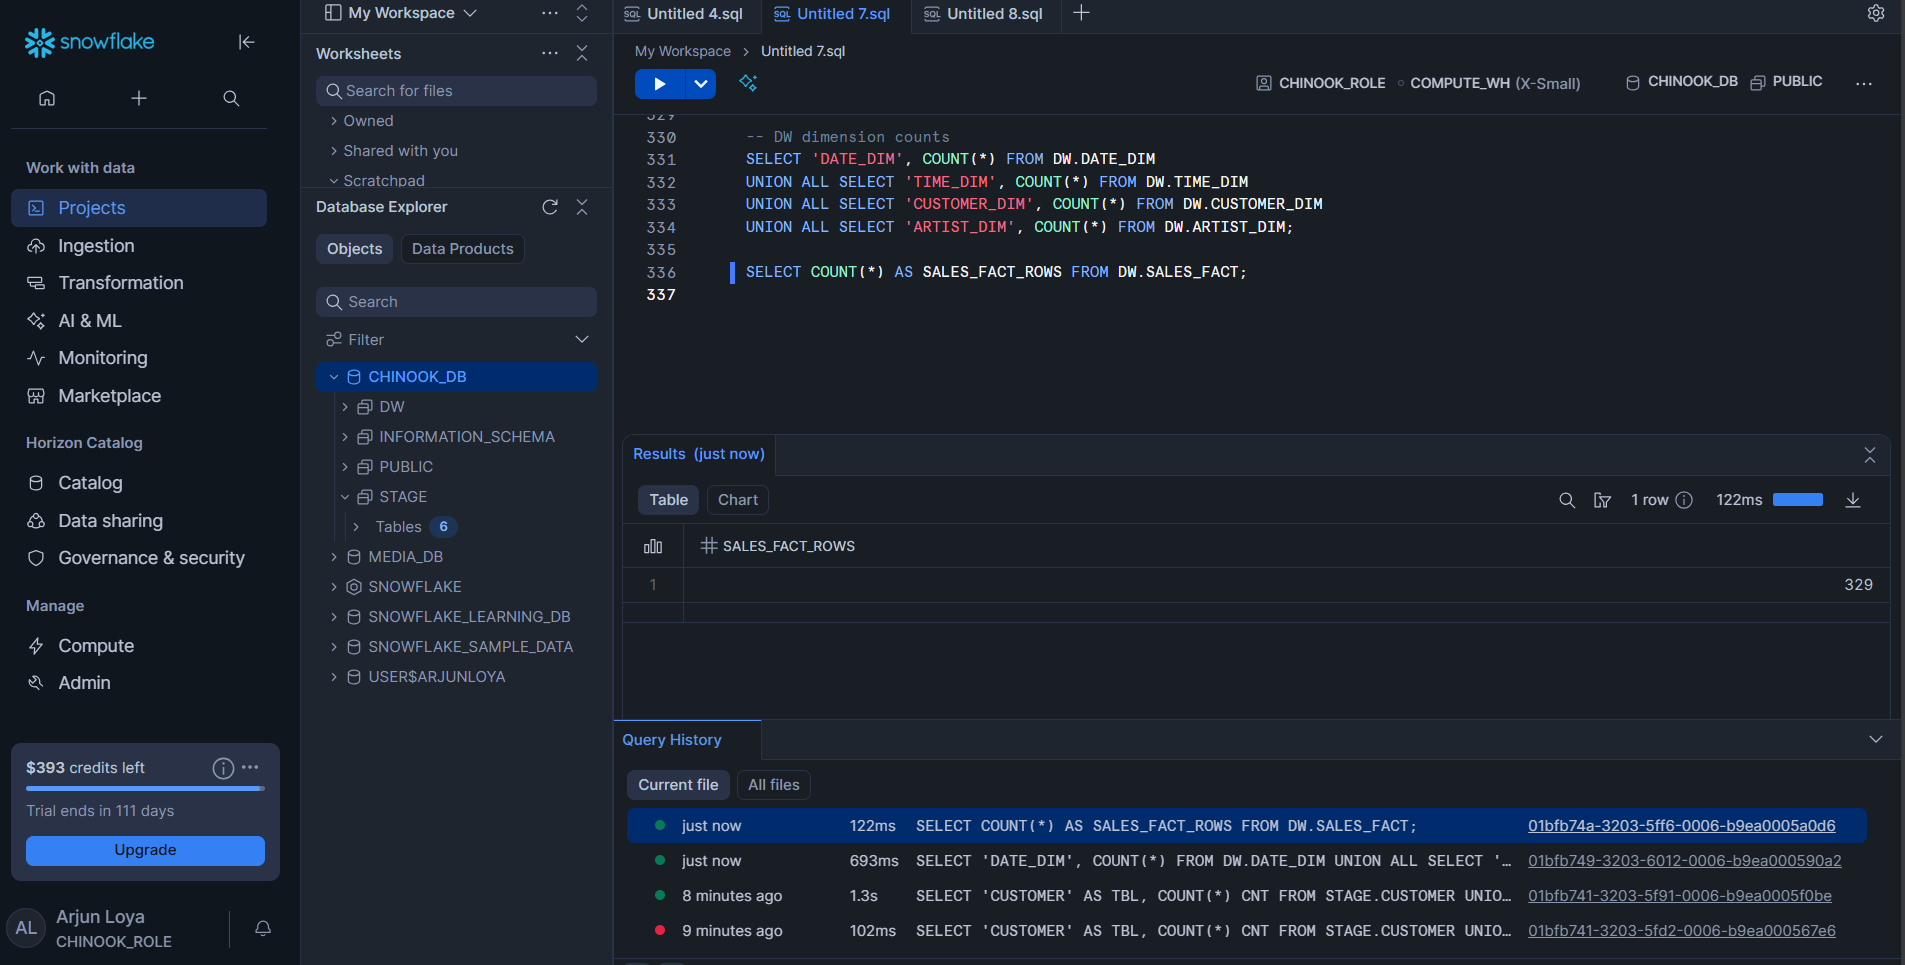 snowflake
Work with data
Projects
Ingestion
Transformation
AI & ML
Monitoring
Marketplace
Horizon Catalog
Catalog
Data sharing
Governance & security
Manage
Compute
Admin
$393 credits left
Trial ends in 111 days
Upgrade
AL
Arjun Loya
CHINOOK_ROLE
My Workspace
Worksheets
Search for files
Owned
Shared with you
Scratchpad
Database Explorer
Objects Data Products
Search
Filter
CHINOOK_DB
DW
INFORMATION_SCHEMA
PUBLIC
STAGE
Tables 6
MEDIA_DB
SNOWFLAKE
SNOWFLAKE_LEARNING_DB
SNOWFLAKE_SAMPLE_DATA
USER$ARJUNLOYA
SQL Untitled 4.sql SQL Untitled 7.sql SQL Untitled 8.sql
My Workspace > Untitled 7.sql
CHINOOK_ROLE COMPUTE_WH (X-Small) CHINOOK_DB PUBLIC
329
330 -- DW dimension counts
331 SELECT 'DATE_DIM', COUNT(*) FROM DW.DATE_DIM
332 UNION ALL SELECT 'TIME_DIM', COUNT(*) FROM DW.TIME_DIM
333 UNION ALL SELECT 'CUSTOMER_DIM', COUNT(*) FROM DW.CUSTOMER_DIM
334 UNION ALL SELECT 'ARTIST_DIM', COUNT(*) FROM DW.ARTIST_DIM;
335
336 SELECT COUNT(*) AS SALES_FACT_ROWS FROM DW.SALES_FACT;
337
Results (just now)
Table Chart 1 row 122ms
SALES_FACT_ROWS
1 329
Query History
Current file All files
just now 122ms SELECT COUNT(*) AS SALES_FACT_ROWS FROM DW.SALES_FACT; 01bfb74a-3203-5ff6-0006-b9ea0005a0d6
just now 693ms SELECT 'DATE_DIM', COUNT(*) FROM DW.DATE_DIM UNION ALL SELECT '… 01bfb749-3203-6012-0006-b9ea000590a2
8 minutes ago 1.3s SELECT 'CUSTOMER' AS TBL, COUNT(*) CNT FROM STAGE.CUSTOMER UNIO… 01bfb741-3203-5f91-0006-b9ea0005f0be
9 minutes ago 102ms SELECT 'CUSTOMER' AS TBL, COUNT(*) CNT FROM STAGE.CUSTOMER UNIO… 01bfb741-3203-5fd2-0006-b9ea000567e6